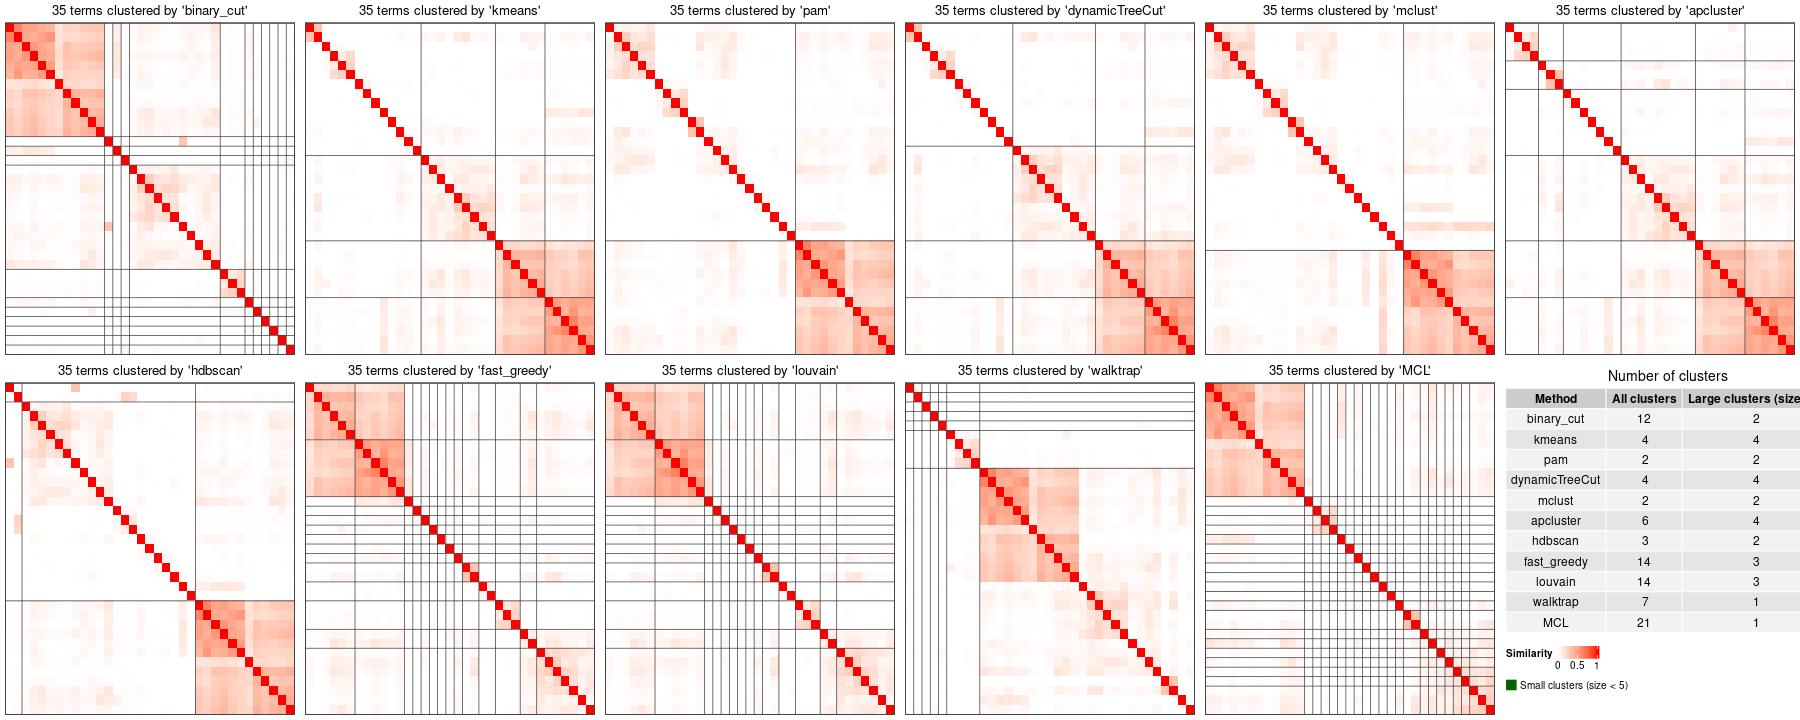 35 terms clustered by 'binary_cut'
35 terms clustered by 'kmeans'
35 terms clustered by 'pam'
35 terms clustered by 'dynamicTreeCut'
35 terms clustered by 'mclust'
35 terms clustered by 'apcluster'
35 terms clustered by 'hdbscan'
35 terms clustered by 'fast_greedy'
35 terms clustered by 'louvain'
35 terms clustered by 'walktrap'
35 terms clustered by 'MCL'
Number of clusters
Method All clusters Large clusters (size
binary_cut 12 2
kmeans 4 4
pam 2 2
dynamicTreeCut 4 4
mclust 2 2
apcluster 6 4
hdbscan 3 2
fast_greedy 14 3
louvain 14 3
walktrap 7 1
MCL 21 1
Similarity
0 0.5 1
Small clusters (size < 5)